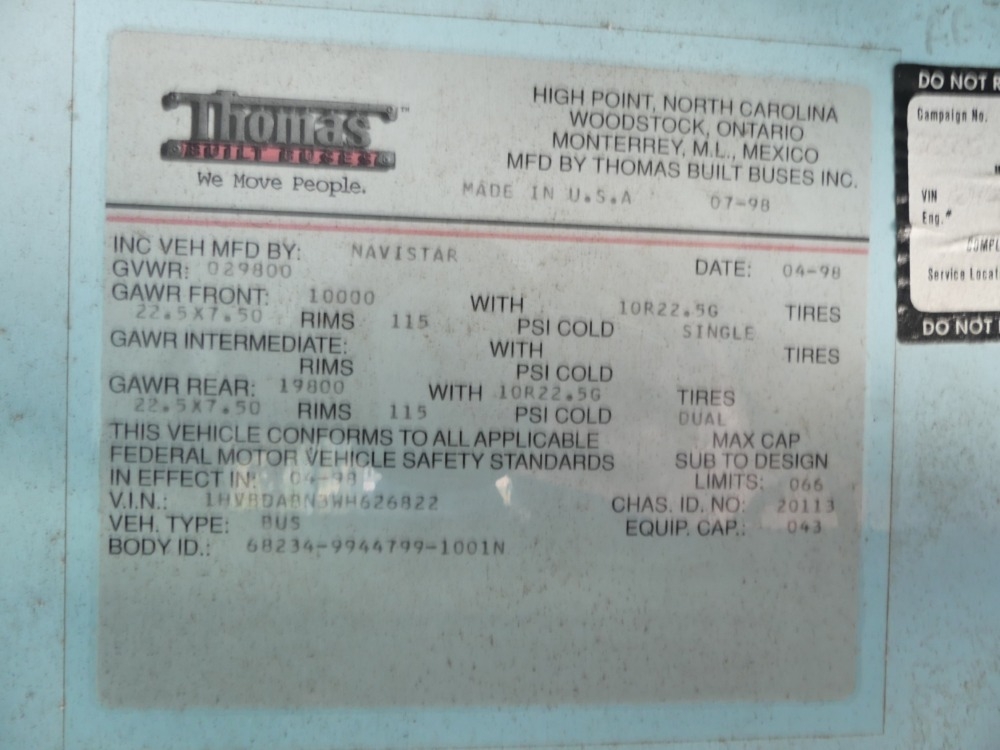 Thomas
BUILT BUSES
™
We Move People.
HIGH POINT, NORTH CAROLINA
WOODSTOCK, ONTARIO
MONTERREY, M.L., MEXICO
MFD BY THOMAS BUILT BUSES INC.
MADE IN U.S.A 07-98
INC VEH MFD BY: NAVISTAR DATE: 04-98
GVWR: 029800
GAWR FRONT: 10000 WITH 10R22.5G TIRES
22.5X7.50 RIMS 115 PSI COLD SINGLE
GAWR INTERMEDIATE: WITH TIRES
RIMS PSI COLD
GAWR REAR: 19800 WITH 10R22.5G TIRES
22.5X7.50 RIMS 115 PSI COLD DUAL
THIS VEHICLE CONFORMS TO ALL APPLICABLE MAX CAP
FEDERAL MOTOR VEHICLE SAFETY STANDARDS SUB TO DESIGN
IN EFFECT IN: 04-98 LIMITS: 066
V.I.N.: CHAS. ID. NO: 20113
VEH. TYPE: BUS EQUIP. CAP.: 043
BODY ID.: 68234-9944799-1001N
DO NOT
Campaign No.
VIN
Eng.#
Service Locat
DO NOT